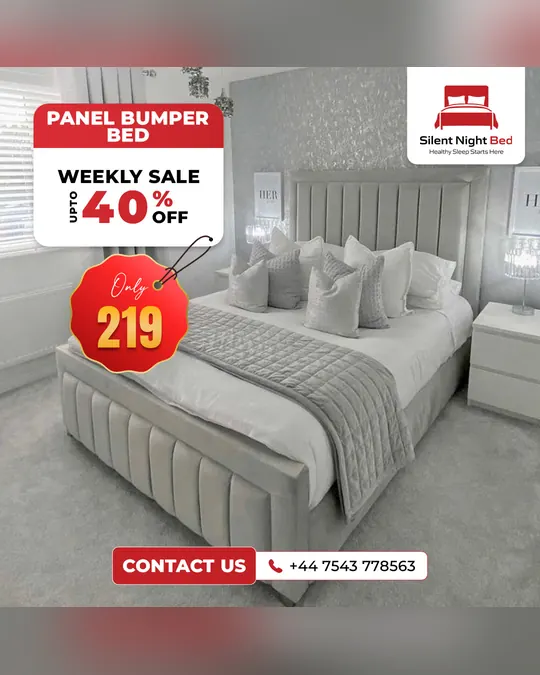 PANEL BUMPER
BED
WEEKLY SALE
UPTO
40%
OFF
Only
219
Silent Night Bed
Healthy Sleep Starts Here
HER
CONTACT US
+44 7543 778563